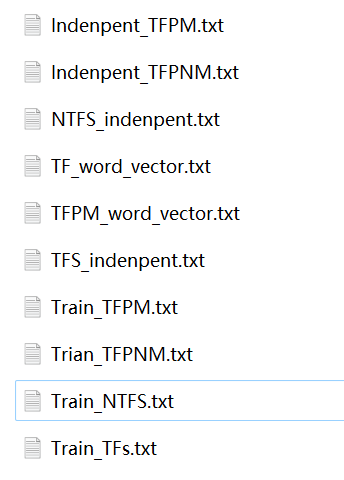 Indenpent_TFPM.txt
Indenpent_TFPNM.txt
NTFS_indenpent.txt
TF_word_vector.txt
TFPM_word_vector.txt
TFS_indenpent.txt
Train_TFPM.txt
Trian_TFPNM.txt
Train_NTFS.txt
Train_TFs.txt